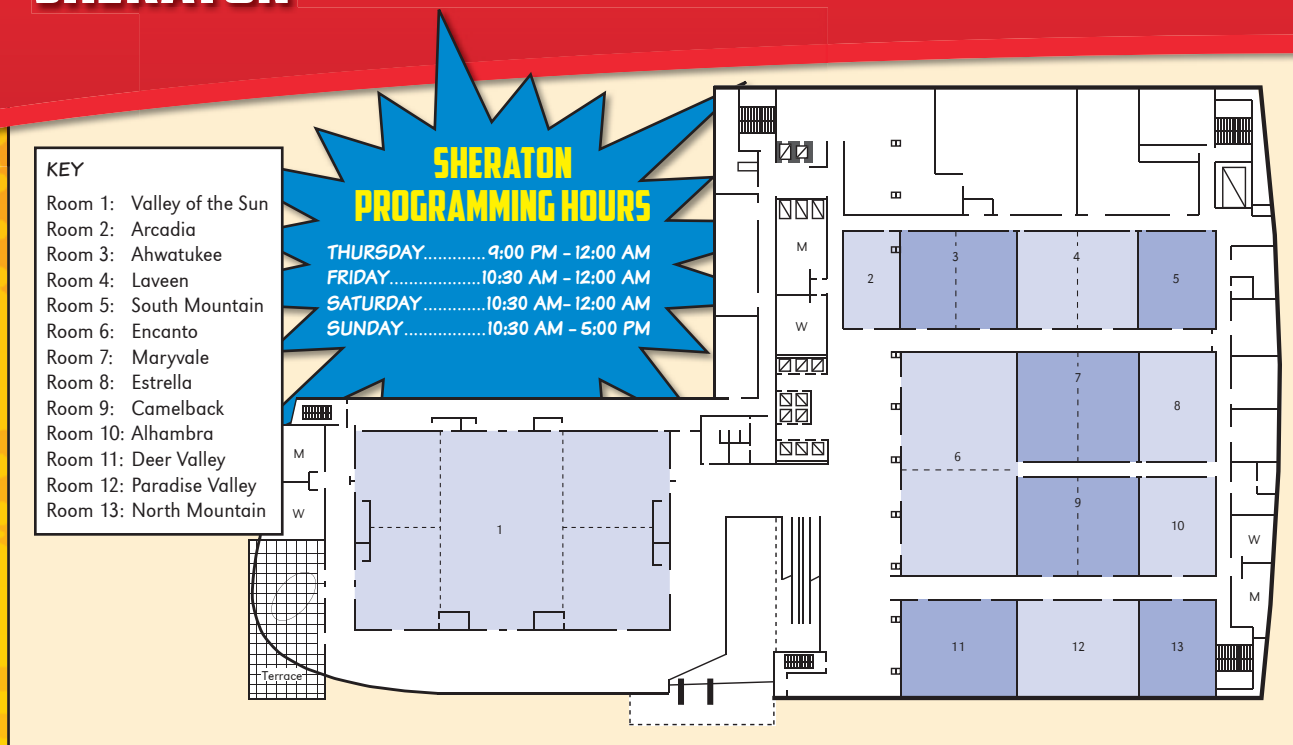 SHERATON
KEY
Room 1: Valley of the Sun
Room 2: Arcadia
Room 3: Ahwatukee
Room 4: Laveen
Room 5: South Mountain
Room 6: Encanto
Room 7: Maryvale
Room 8: Estrella
Room 9: Camelback
Room 10: Alhambra
Room 11: Deer Valley
Room 12: Paradise Valley
Room 13: North Mountain
SHERATON
PROGRAMMING HOURS
THURSDAY.............9:00 PM - 12:00 AM
FRIDAY...................10:30 AM - 12:00 AM
SATURDAY.............10:30 AM- 12:00 AM
SUNDAY.................10:30 AM - 5:00 PM
M
W
2
3
4
5
6
7
8
9
10
M
W
1
Terrace
W
M
11
12
13